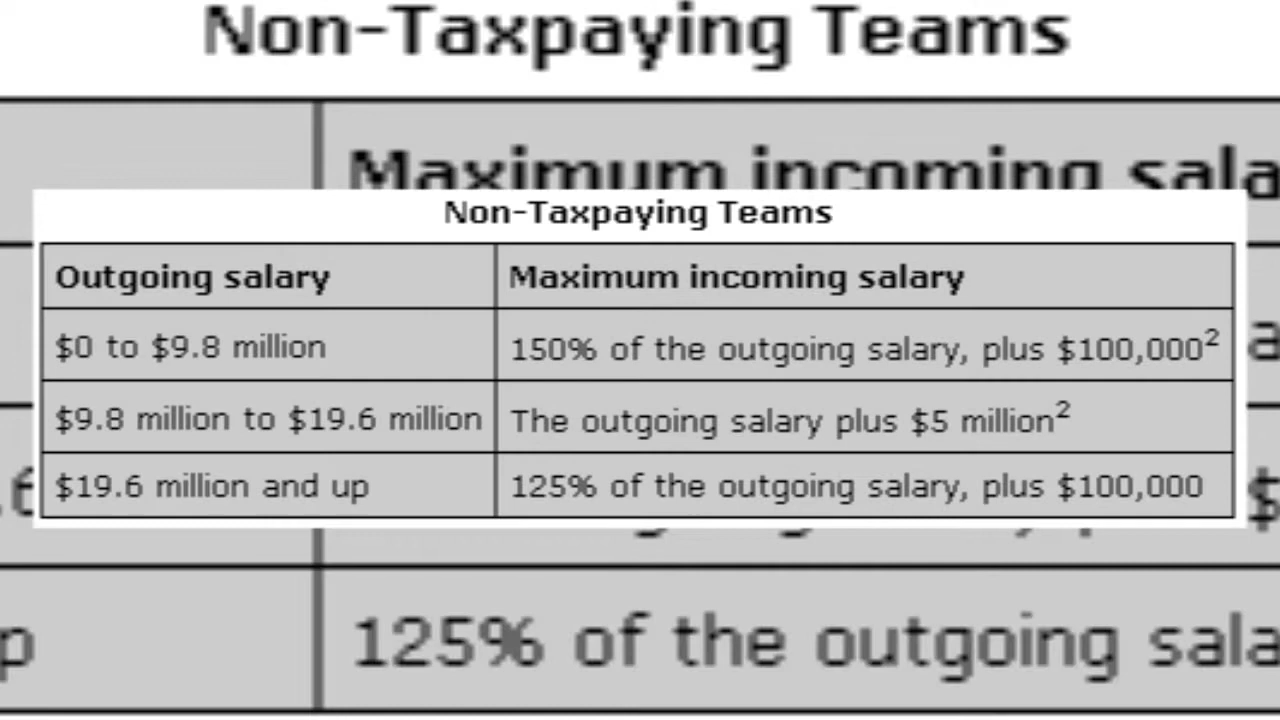 Non-Taxpaying Teams
Maximum incoming sala
Non-Taxpaying Teams
Outgoing salary Maximum incoming salary
$0 to $9.8 million 150% of the outgoing salary, plus $100,000²
$9.8 million to $19.6 million The outgoing salary plus $5 million²
$19.6 million and up 125% of the outgoing salary, plus $100,000
125% of the outgoing sala